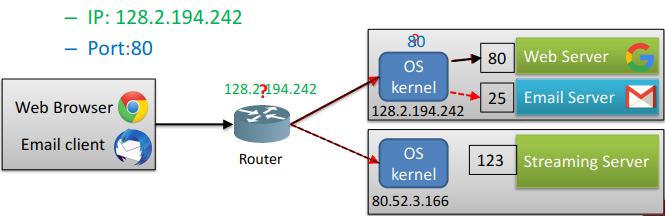 – IP: 128.2.194.242
– Port:80
Web Browser
Email client
128.2.194.242
?
Router
80
?
OS
kernel
128.2.194.242
80
Web Server
25
Email Server
OS
kernel
80.52.3.166
123
Streaming Server